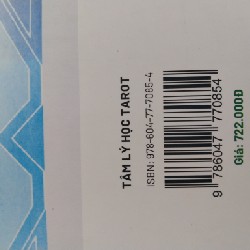 TÂM LÝ HỌC TAROT
ISBN: 978-604-77-7085-4
9 786047 770854
Giá: 722.000Đ